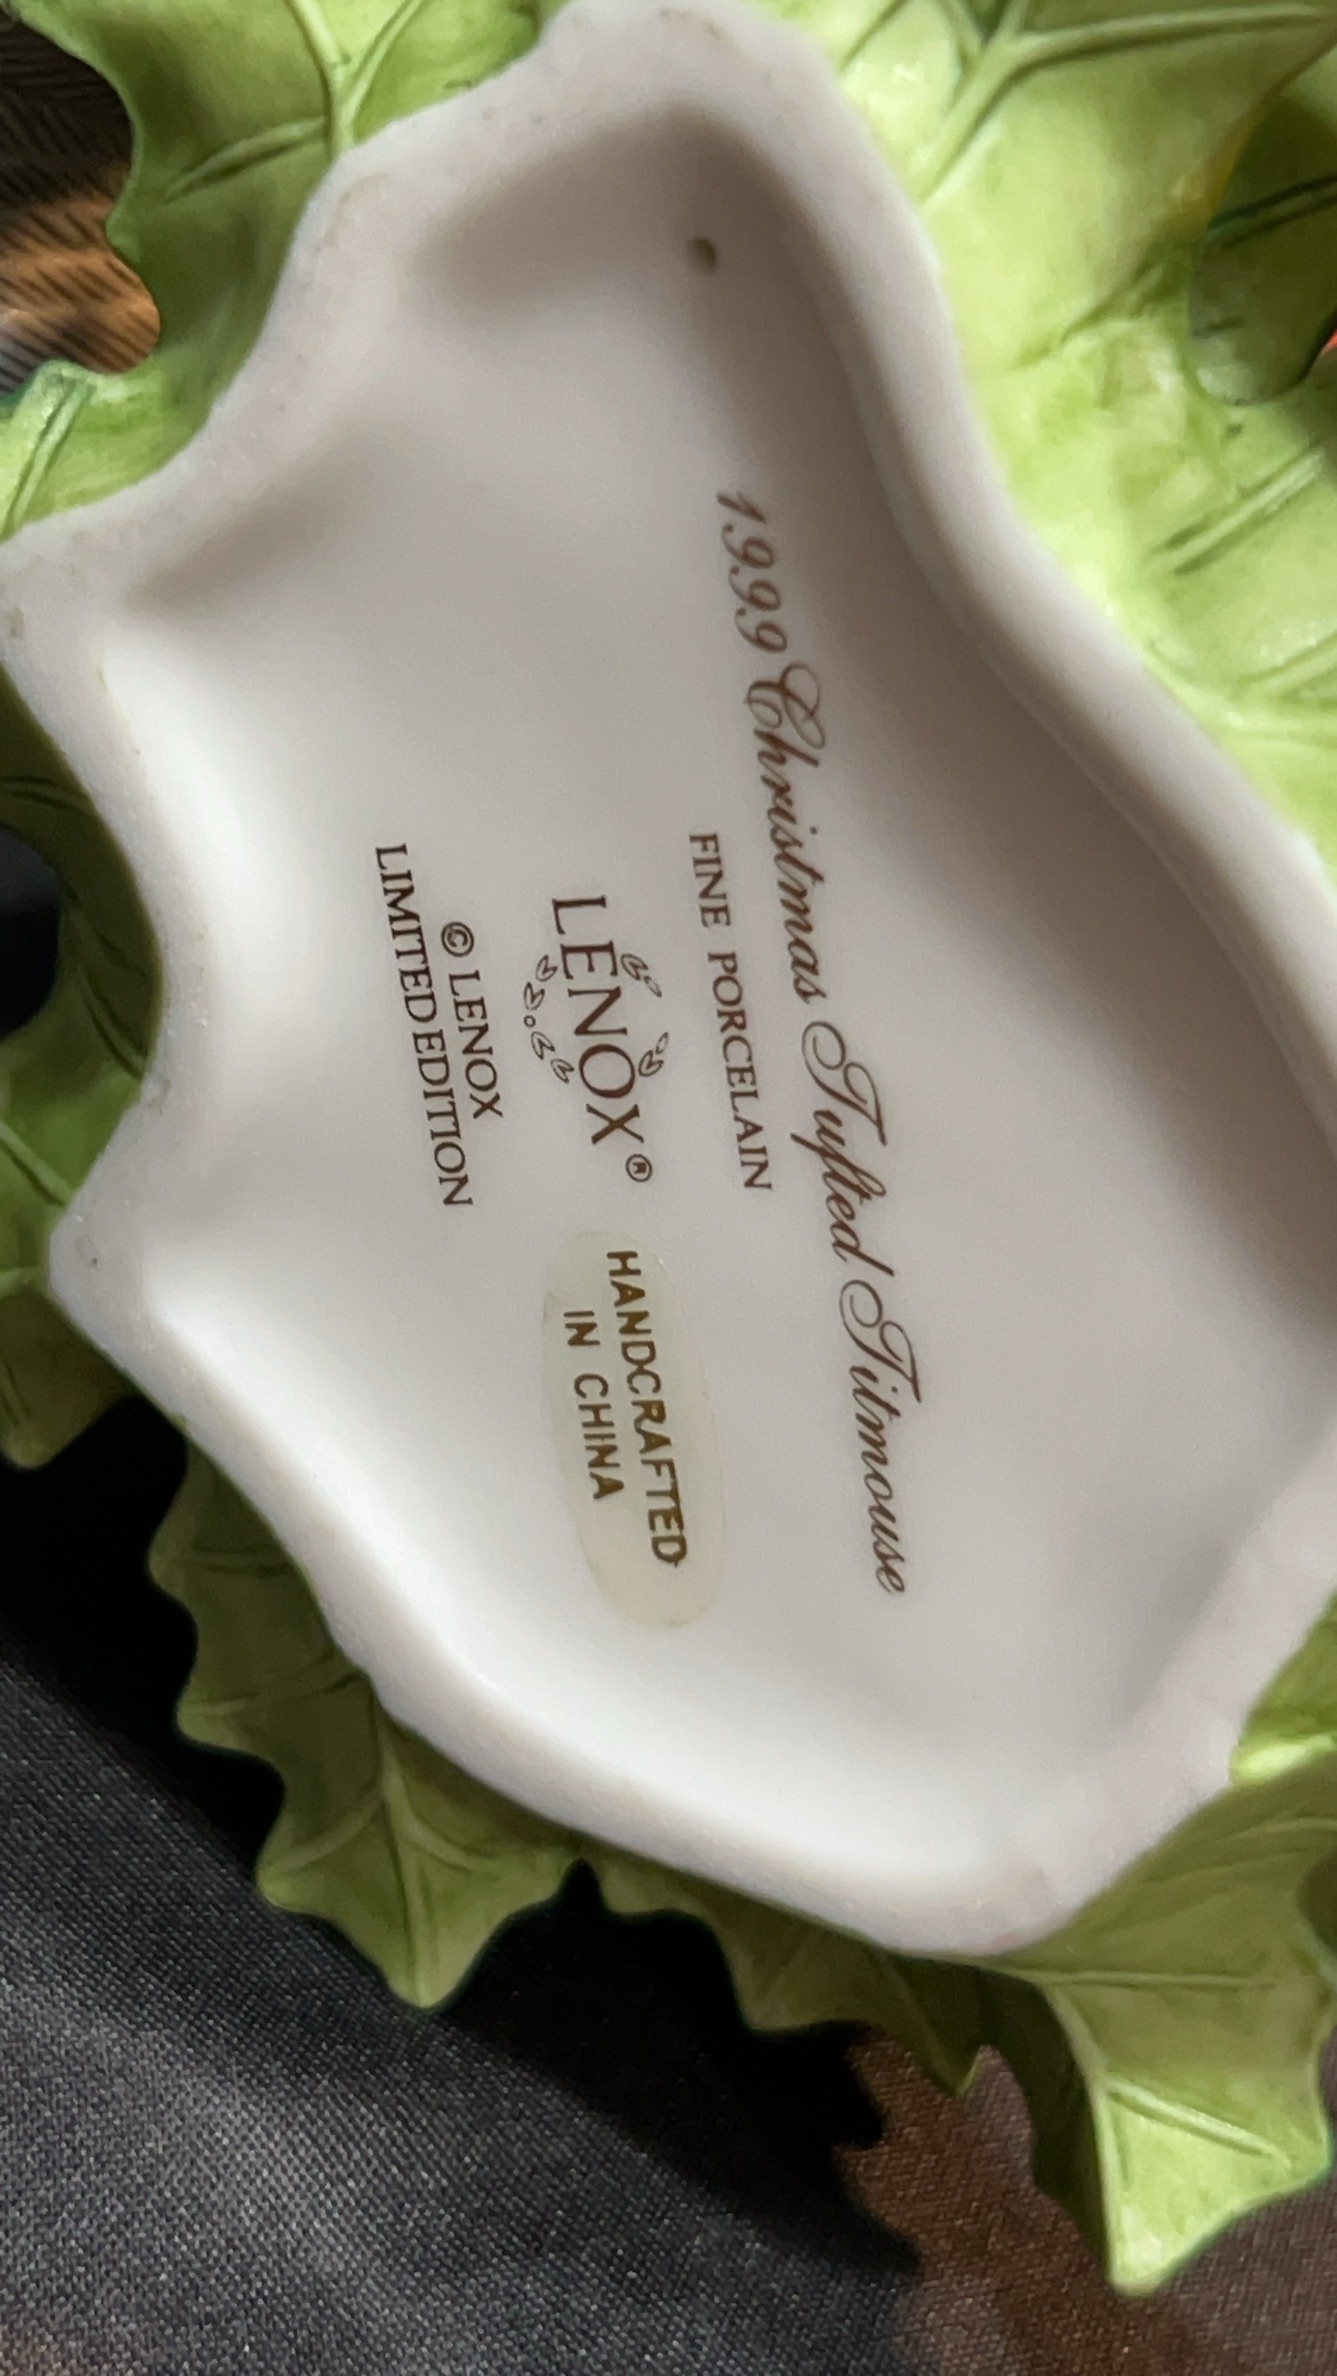 1999 Christmas Tufted Titmouse
FINE PORCELAIN
LENOX®
© LENOX
LIMITED EDITION
HANDCRAFTED
IN CHINA